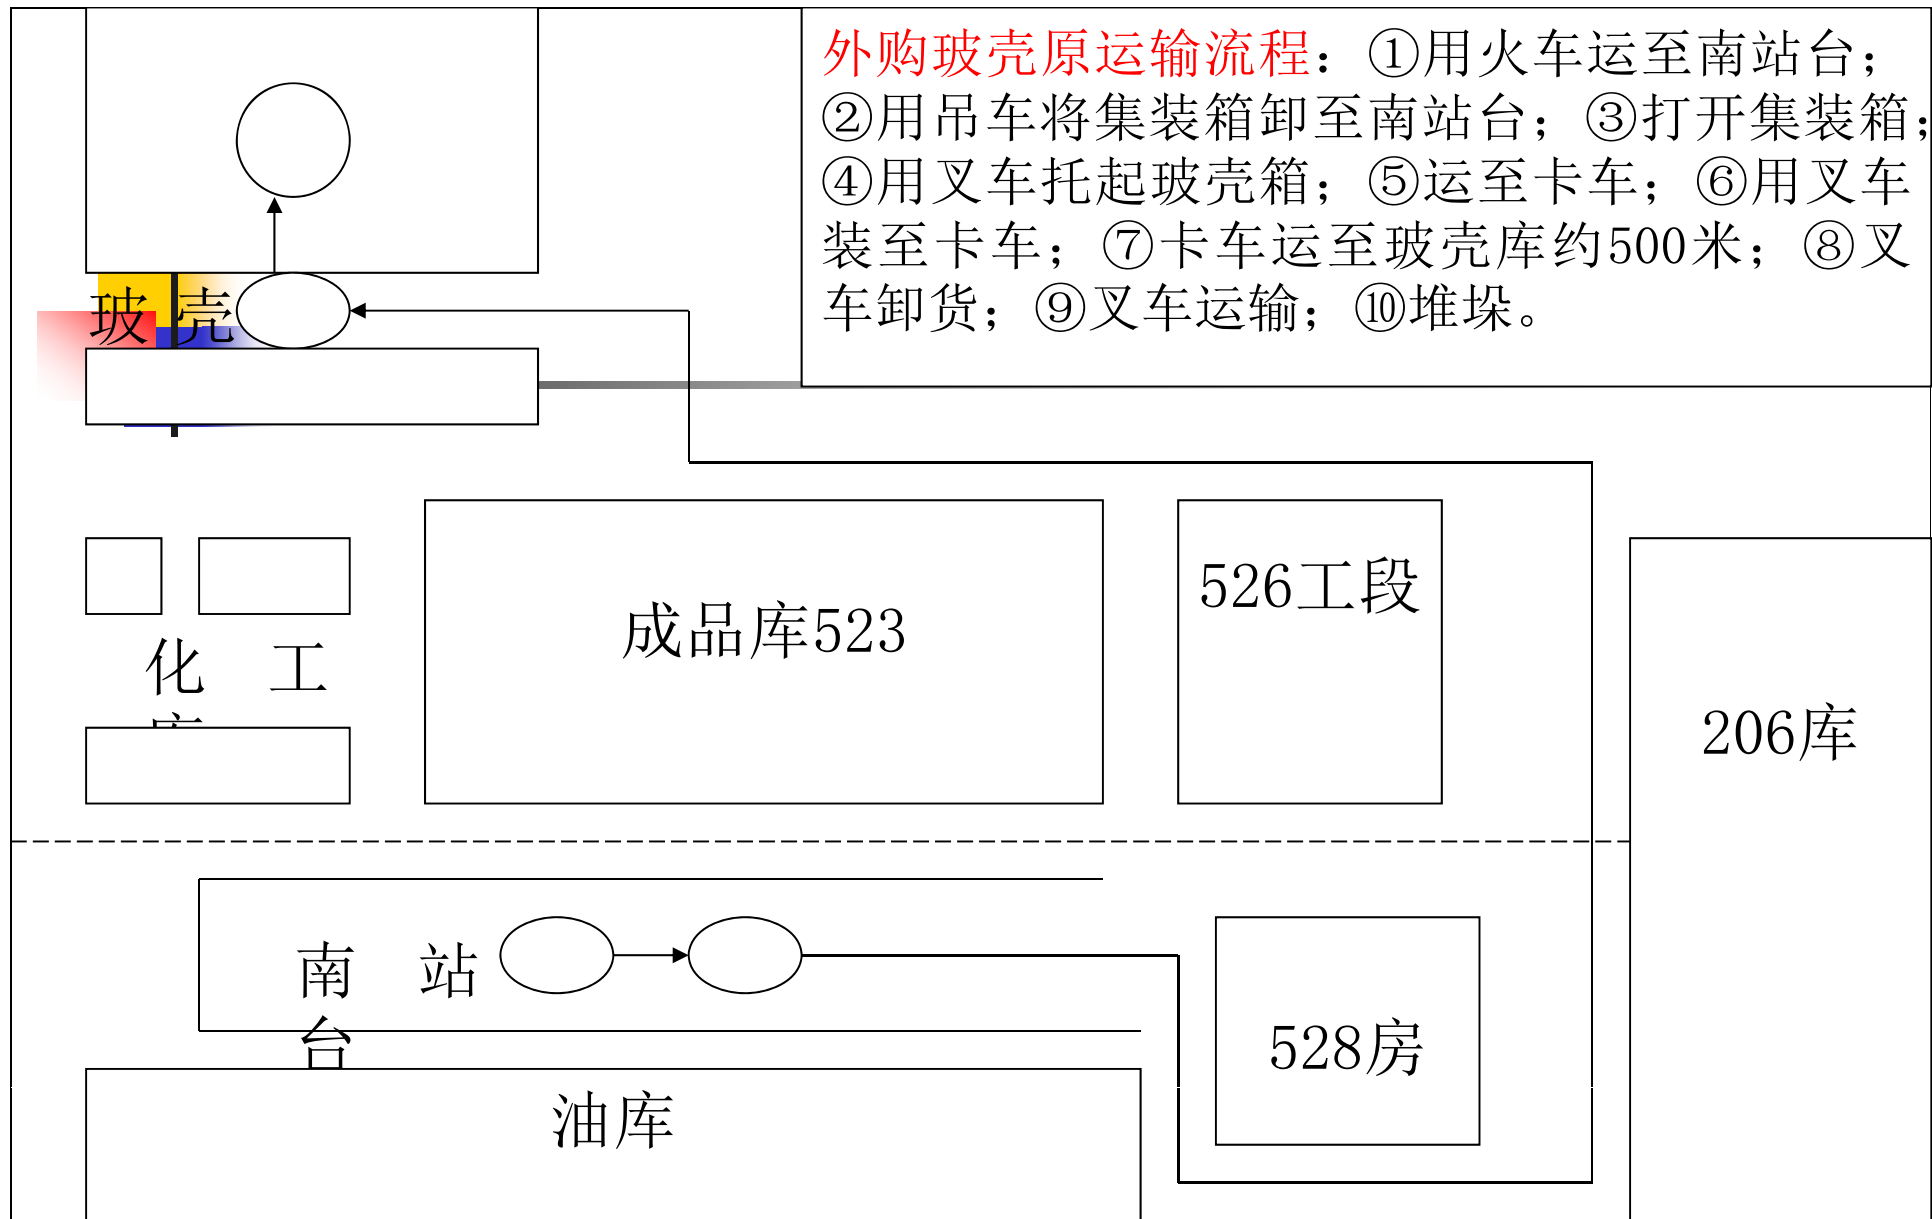 外购玻壳原运输流程：①用火车运至南站台；
②用吊车将集装箱卸至南站台；③打开集装箱；
④用叉车托起玻壳箱；⑤运至卡车；⑥用叉车
装至卡车；⑦卡车运至玻壳库约500米；⑧叉
车卸货；⑨叉车运输；⑩堆垛。
玻 壳
成品库523
526工段
化 工
库
206库
南 站
台
528房
油库